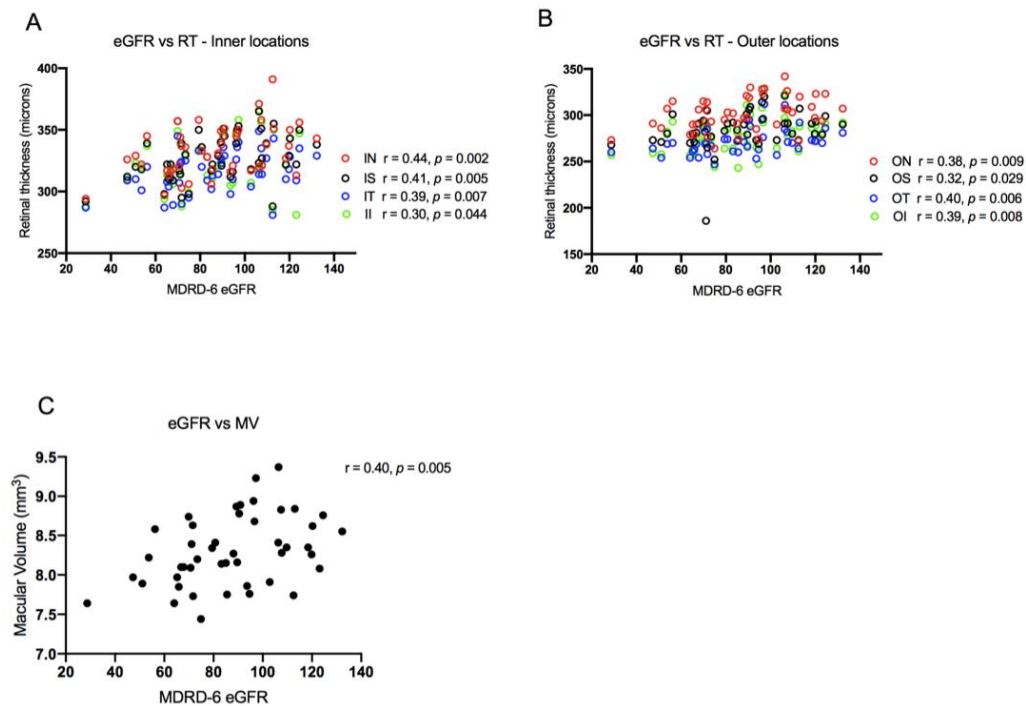 A
eGFR vs RT - Inner locations
400
350
300
250
Retinal thickness (microns)
20 40 60 80 100 120 140
MDRD-6 eGFR
IN r = 0.44, p = 0.002
IS r = 0.41, p = 0.005
IT r = 0.39, p = 0.007
II r = 0.30, p = 0.044
B
eGFR vs RT - Outer locations
350
300
250
200
150
Retinal thickness (microns)
20 40 60 80 100 120 140
MDRD-6 eGFR
ON r = 0.38, p = 0.009
OS r = 0.32, p = 0.029
OT r = 0.40, p = 0.006
OI r = 0.39, p = 0.008
C
eGFR vs MV
r = 0.40, p = 0.005
9.5
9.0
8.5
8.0
7.5
7.0
Macular Volume (mm³)
20 40 60 80 100 120 140
MDRD-6 eGFR